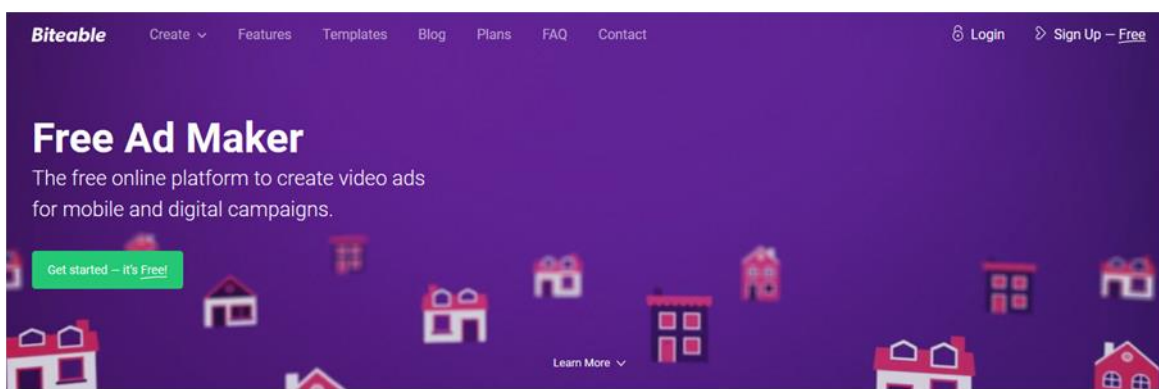 Biteable Create Features Templates Blog Plans FAQ Contact Login Sign Up — Free
Free Ad Maker
The free online platform to create video ads
for mobile and digital campaigns.
Get started — it's Free!
Learn More